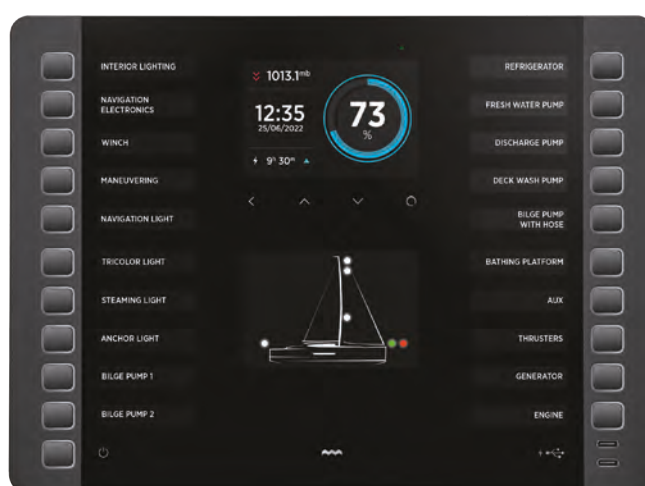 INTERIOR LIGHTING
NAVIGATION
ELECTRONICS
WINCH
MANEUVERING
NAVIGATION LIGHT
TRICOLOR LIGHT
STEAMING LIGHT
ANCHOR LIGHT
BILGE PUMP 1
BILGE PUMP 2
1013.1mb
12:35
25/06/2022
9h 30m
73
%
REFRIGERATOR
FRESH WATER PUMP
DISCHARGE PUMP
DECK WASH PUMP
BILGE PUMP
WITH HOSE
BATHING PLATFORM
AUX
THRUSTERS
GENERATOR
ENGINE